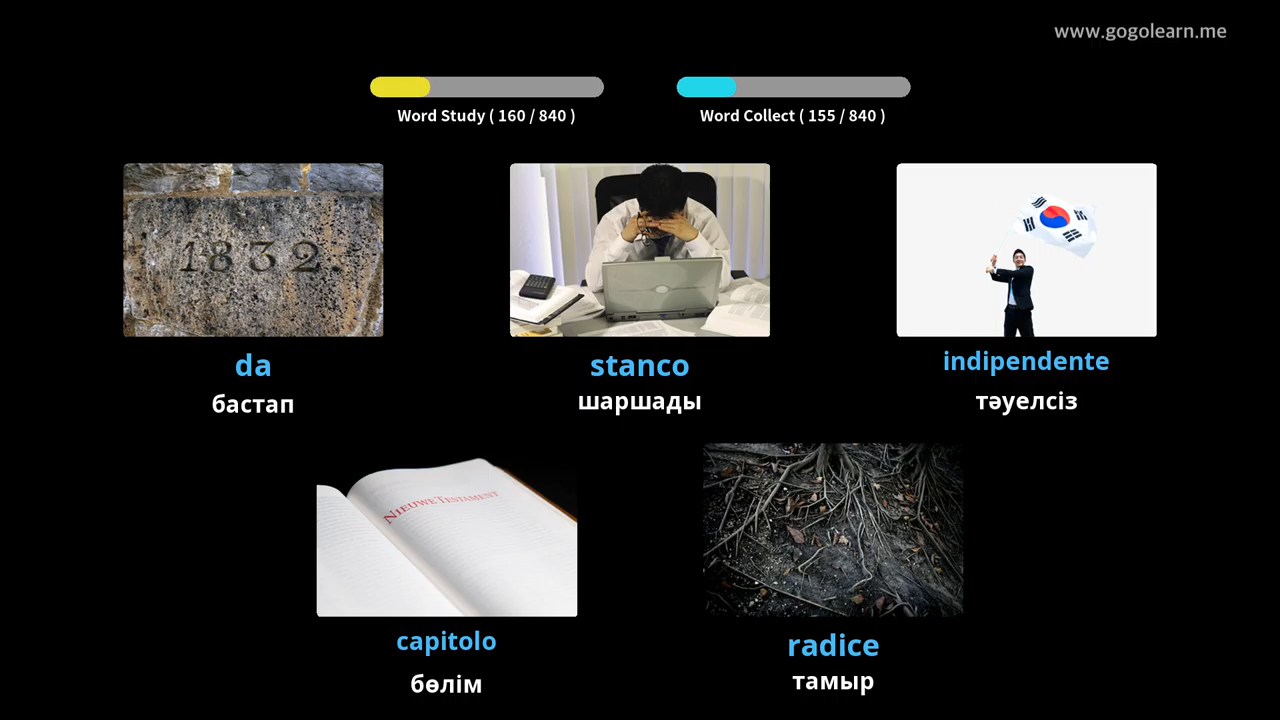 www.gogolearn.me
Word Study ( 160 / 840 )
Word Collect ( 155 / 840 )
1832.
da
бастап
stanco
шаршады
indipendente
тәуелсіз
NIEUWE TESTAMENT
capitolo
бөлім
radice
тамыр